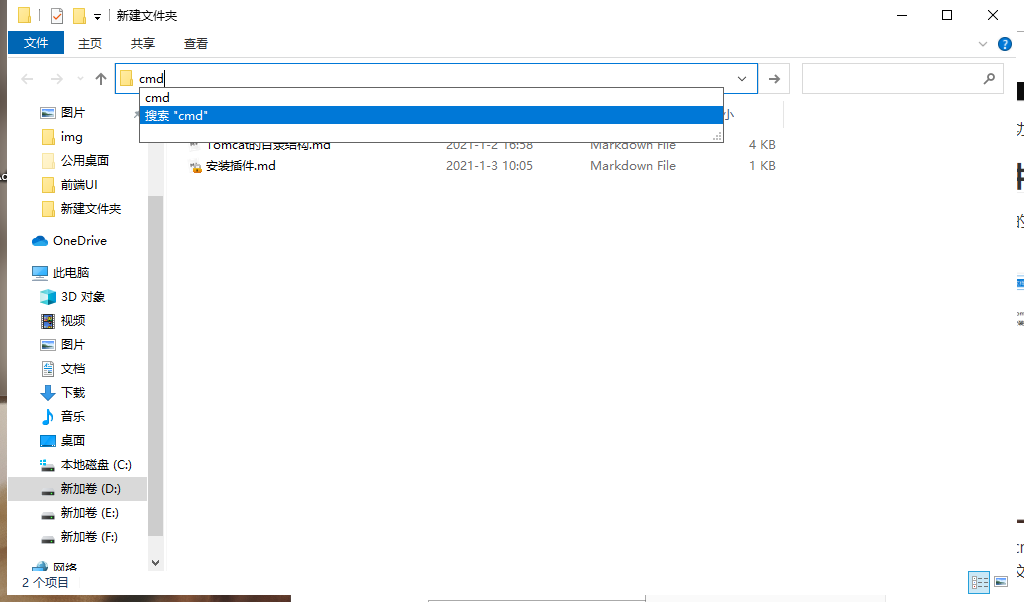 新建文件夹
文件 主页 共享 查看
cmd
cmd
搜索 "cmd"
小
Tomcat的目录结构.md 2021-1-2 16:58 Markdown File 4 KB
安装插件.md 2021-1-3 10:05 Markdown File 1 KB
图片
img
公用桌面
前端UI
新建文件夹
OneDrive
此电脑
3D 对象
视频
图片
文档
下载
音乐
桌面
本地磁盘 (C:)
新加卷 (D:)
新加卷 (E:)
新加卷 (F:)
网络
2 个项目